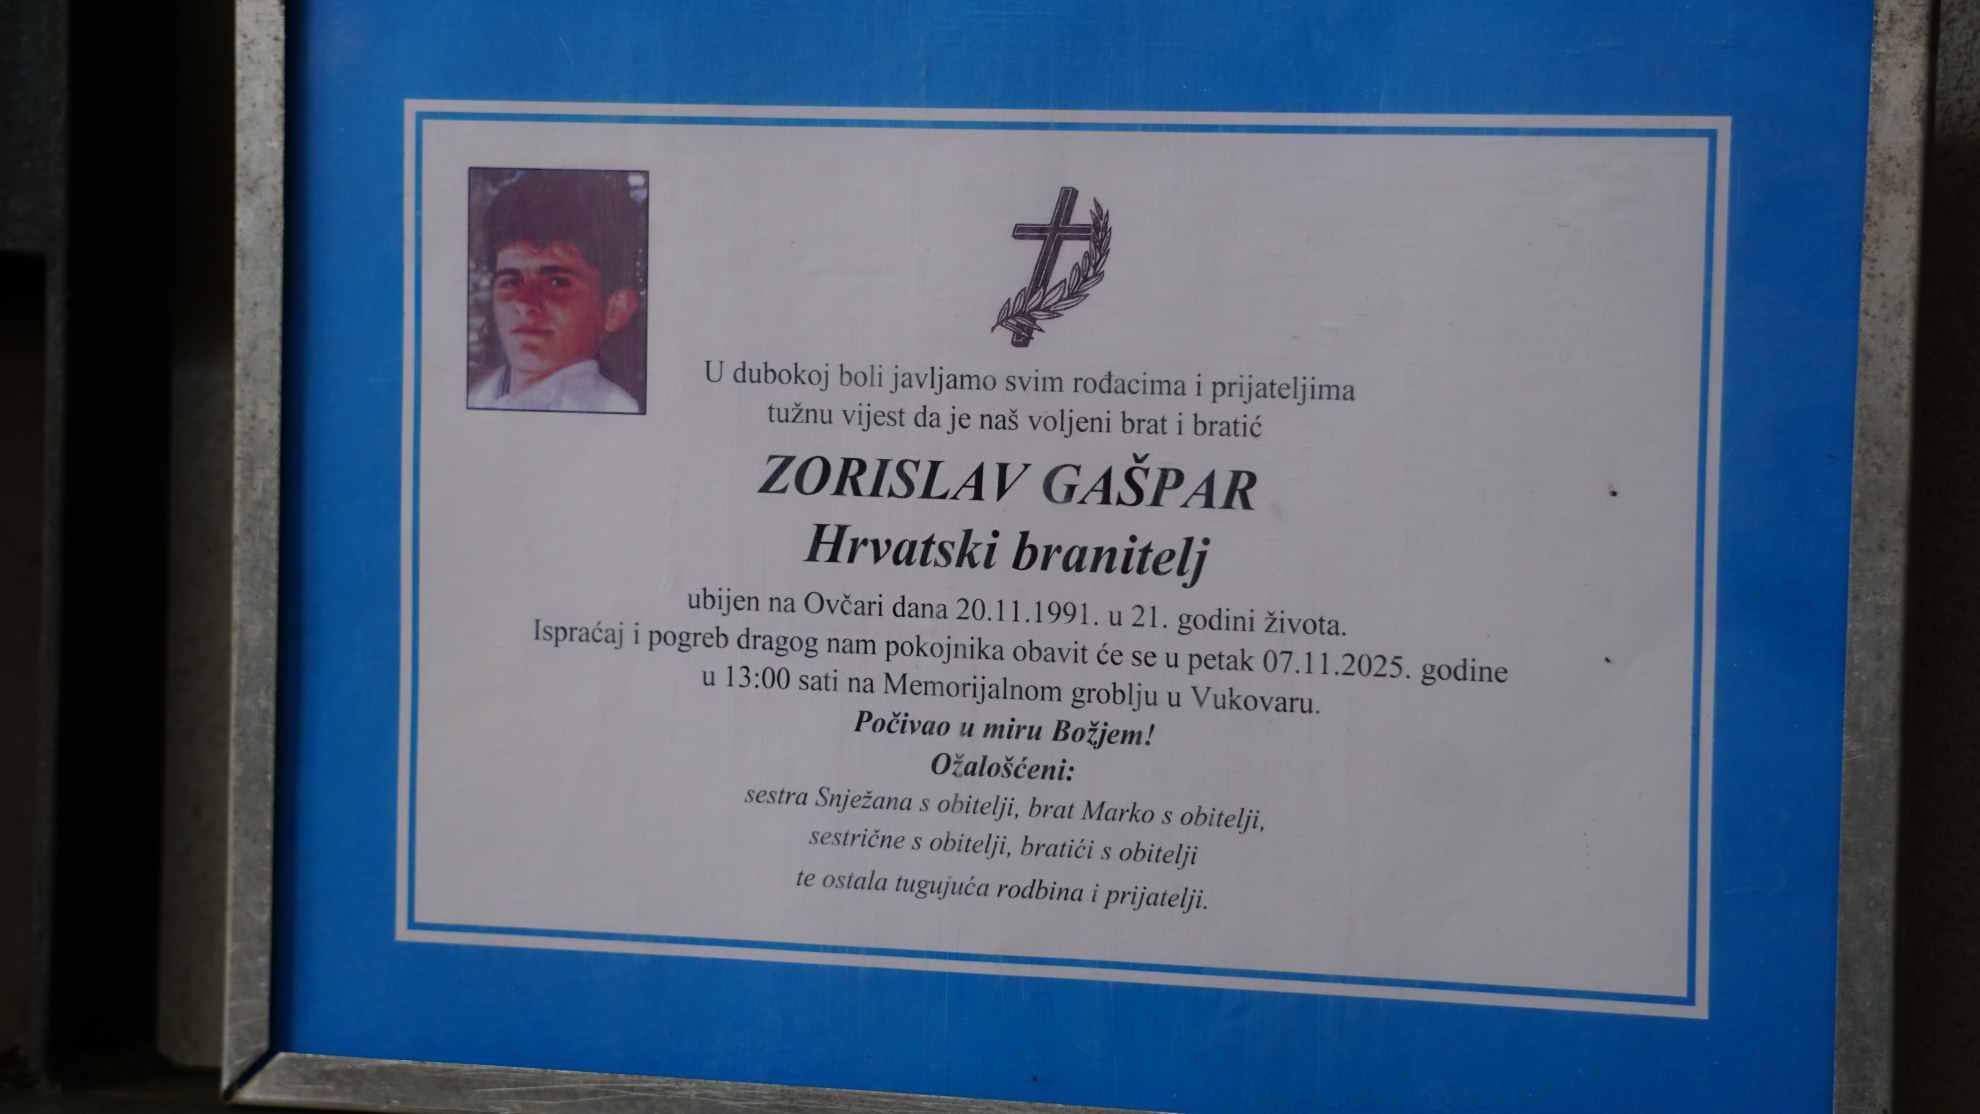 U dubokoj boli javljamo svim rođacima i prijateljima
tužnu vijest da je naš voljeni brat i bratić
ZORISLAV GAŠPAR
Hrvatski branitelj
ubijen na Ovčari dana 20.11.1991. u 21. godini života.
Ispraćaj i pogreb dragog nam pokojnika obavit će se u petak 07.11.2025. godine
u 13:00 sati na Memorijalnom groblju u Vukovaru.
Počivao u miru Božjem!
Ožalošćeni:
sestra Snježana s obitelji, brat Marko s obitelji,
sestrične s obitelji, bratići s obitelji
te ostala tugujuća rodbina i prijatelji.